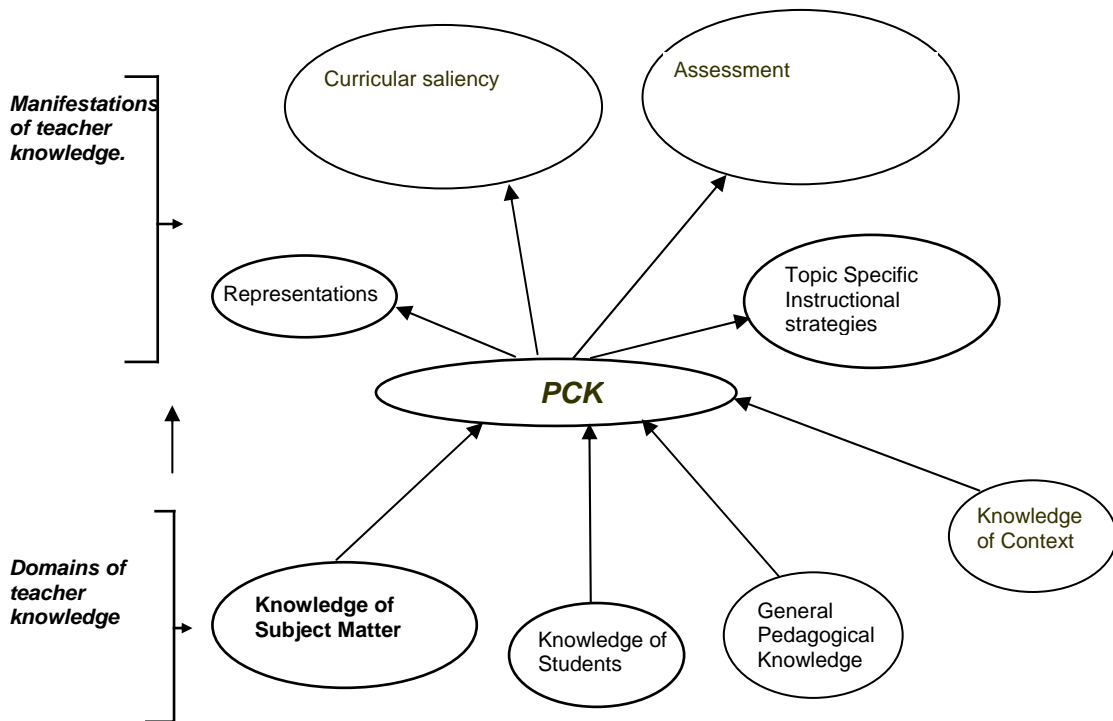 Curricular saliency
Assessment
Manifestations
of teacher
knowledge.
Representations
Topic Specific
Instructional
strategies
PCK
Knowledge
of Context
Domains of
teacher
knowledge
Knowledge of
Subject Matter
Knowledge of
Students
General
Pedagogical
Knowledge